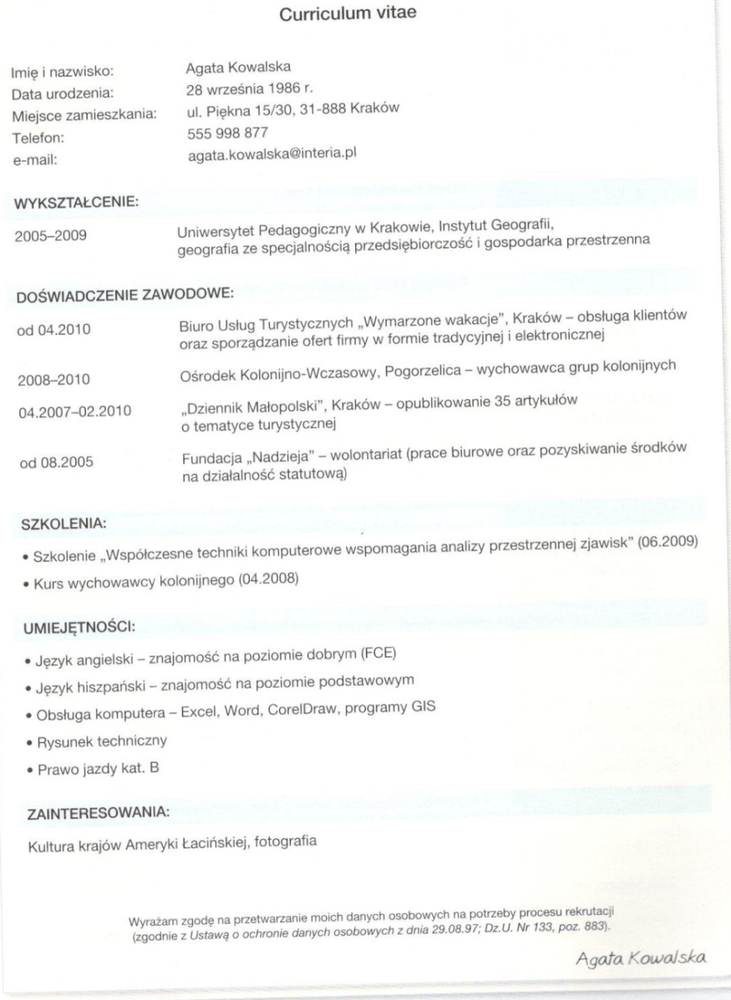 Curriculum vitae
Imię i nazwisko: Agata Kowalska
Data urodzenia: 28 września 1986 r.
Miejsce zamieszkania: ul. Piękna 15/30, 31-888 Kraków
Telefon: 555 998 877
e-mail: agata.kowalska@interia.pl
WYKSZTAŁCENIE:
2005–2009 Uniwersytet Pedagogiczny w Krakowie, Instytut Geografii,
geografia ze specjalnością przedsiębiorczość i gospodarka przestrzenna
DOŚWIADCZENIE ZAWODOWE:
od 04.2010 Biuro Usług Turystycznych „Wymarzone wakacje”, Kraków – obsługa klientów
oraz sporządzanie ofert firmy w formie tradycyjnej i elektronicznej
2008–2010 Ośrodek Kolonijno-Wczasowy, Pogorzelica – wychowawca grup kolonijnych
04.2007–02.2010 „Dziennik Małopolski”, Kraków – opublikowanie 35 artykułów
o tematyce turystycznej
od 08.2005 Fundacja „Nadzieja” – wolontariat (prace biurowe oraz pozyskiwanie środków
na działalność statutową)
SZKOLENIA:
• Szkolenie „Współczesne techniki komputerowe wspomagania analizy przestrzennej zjawisk” (06.2009)
• Kurs wychowawcy kolonijnego (04.2008)
UMIEJĘTNOŚCI:
• Język angielski – znajomość na poziomie dobrym (FCE)
• Język hiszpański – znajomość na poziomie podstawowym
• Obsługa komputera – Excel, Word, CorelDraw, programy GIS
• Rysunek techniczny
• Prawo jazdy kat. B
ZAINTERESOWANIA:
Kultura krajów Ameryki Łacińskiej, fotografia
Wyrażam zgodę na przetwarzanie moich danych osobowych na potrzeby procesu rekrutacji
(zgodnie z Ustawą o ochronie danych osobowych z dnia 29.08.97; Dz.U. Nr 133, poz. 883).
Agata Kowalska